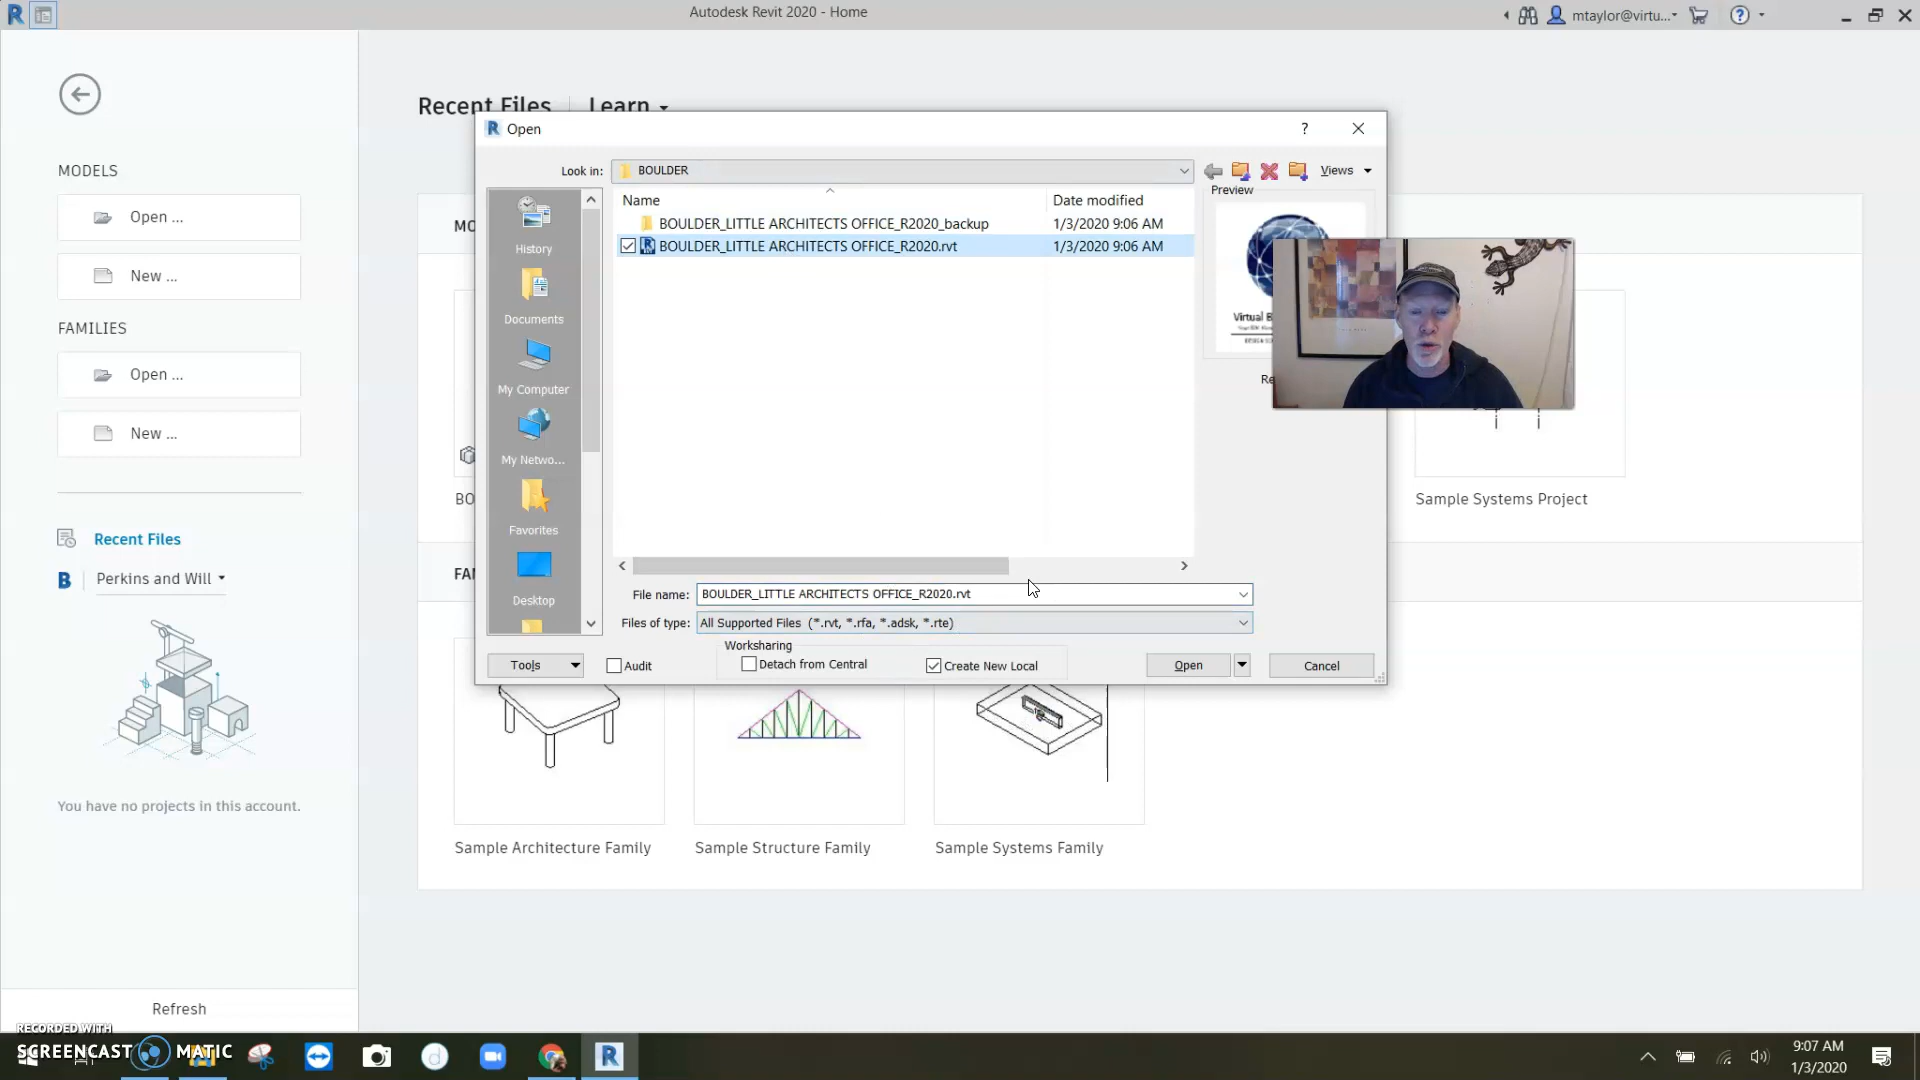 Autodesk Revit 2020 - Home
mtaylor@virtu...
Recent Files
Learn
MODELS
Open ...
New ...
FAMILIES
Open ...
New ...
Recent Files
Perkins and Will
You have no projects in this account.
Refresh
Open
Look in:
BOULDER
Views
Preview
Name
Date modified
BOULDER_LITTLE ARCHITECTS OFFICE_R2020_backup
1/3/2020 9:06 AM
BOULDER_LITTLE ARCHITECTS OFFICE_R2020.rvt
1/3/2020 9:06 AM
History
Documents
My Computer
My Netwo...
Favorites
Desktop
Virtual B
File name:
BOULDER_LITTLE ARCHITECTS OFFICE_R2020.rvt
Files of type:
All Supported Files (*.rvt, *.rfa, *.adsk, *.rte)
Worksharing
Tools
Audit
Detach from Central
Create New Local
Open
Cancel
Sample Systems Project
Sample Architecture Family
Sample Structure Family
Sample Systems Family
RECORDED WITH
SCREENCAST MATIC
9:07 AM
1/3/2020